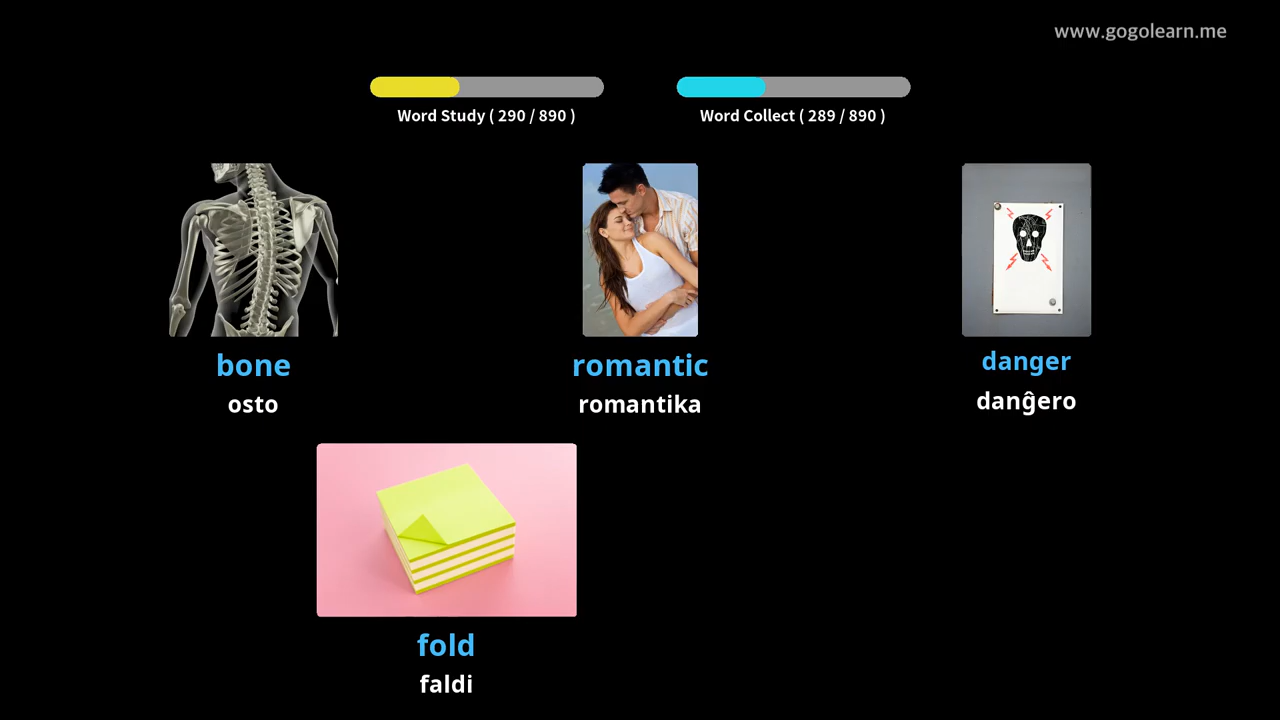 www.gogolearn.me
Word Study ( 290 / 890 )
Word Collect ( 289 / 890 )
bone
osto
romantic
romantika
danger
danĝero
fold
faldi